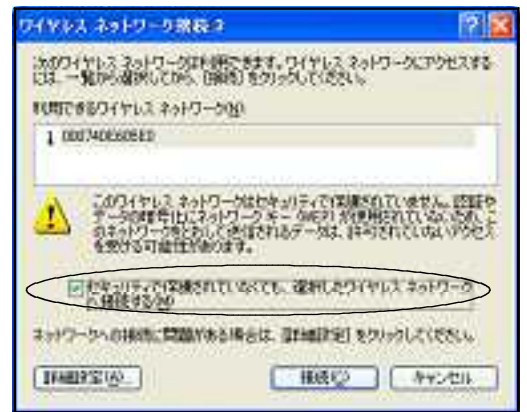 ワイヤレス ネットワーク接続 3
次のワイヤレス ネットワークは利用できます。ワイヤレス ネットワークにアクセスする
には、一覧から選択してから、[接続] をクリックしてください。
利用できるワイヤレス ネットワーク(N)
このワイヤレス ネットワークはセキュリティで保護されていません。認証や
データの暗号化にネットワーク キー (WEP) が使用されていないため、こ
のネットワークをとおして送信されるデータは、許可されていないアクセス
を受ける可能性があります。
セキュリティで保護されていなくても、選択したワイヤレス ネットワーク
へ接続する(W)
ネットワークへの接続に問題がある場合は、[詳細設定] をクリックしてください。
詳細設定(A)...
接続(C)
キャンセル